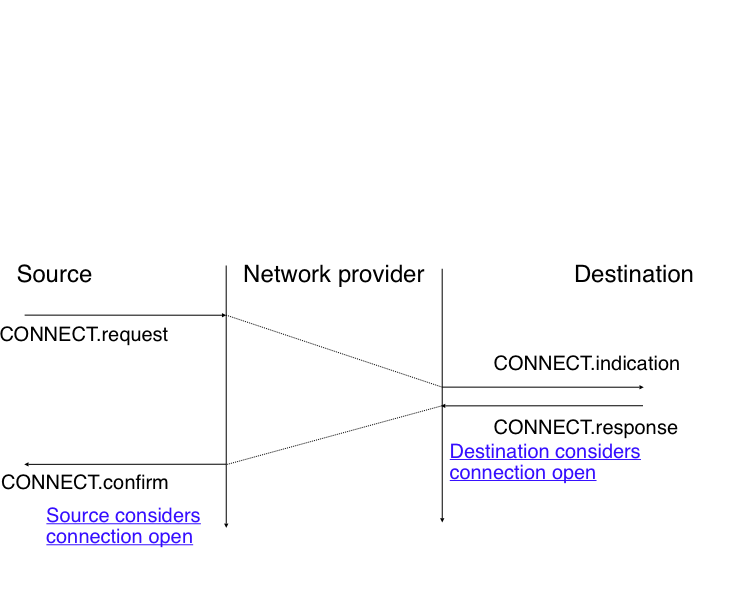 Source
Network provider
Destination
CONNECT.request
CONNECT.indication
CONNECT.response
Destination considers
connection open
CONNECT.confirm
Source considers
connection open